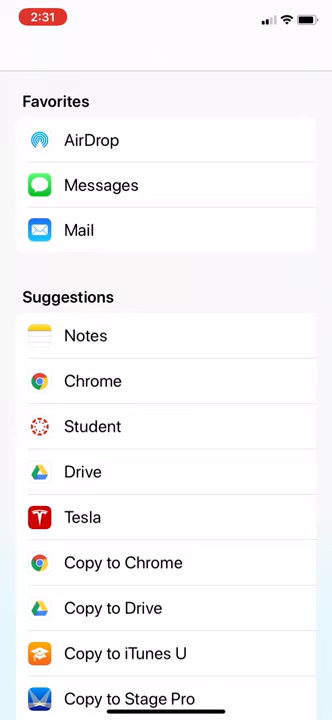 2:31
Favorites
AirDrop
Messages
Mail
Suggestions
Notes
Chrome
Student
Drive
Tesla
Copy to Chrome
Copy to Drive
Copy to iTunes U
Copy to Stage Pro